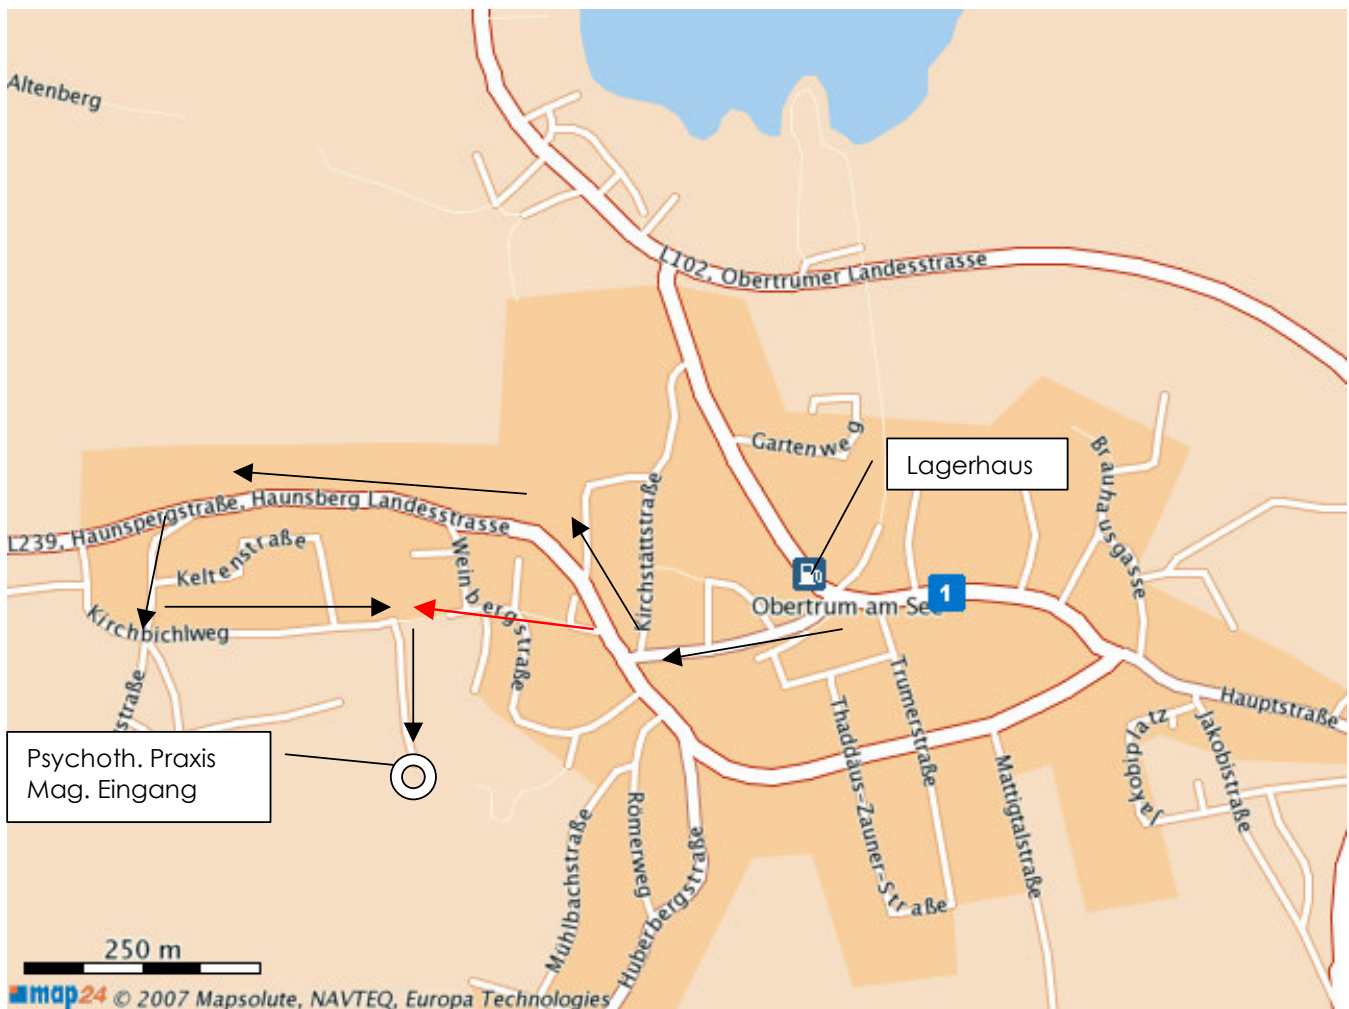 Altenberg
L102, Obertrumer Landesstrasse
Gartenweg
Lagerhaus
Brauhausgasse
Kirchstättstraße
L239, Haunspergstraße, Haunsberg Landesstrasse
Keltenstraße
Weinbergstraße
Kirchbichlweg
Obertrum am See
1
straße
Trumerstraße
Thaddäus-Zauner-Straße
Mattigtalstraße
Hauptstraße
Jakobiplatz
Jakobistraße
Psychoth. Praxis
Mag. Eingang
Mühlbachstraße
Römerweg
Huberbergstraße
250 m
map24 © 2007 Mapsolute, NAVTEQ, Europa Technologies